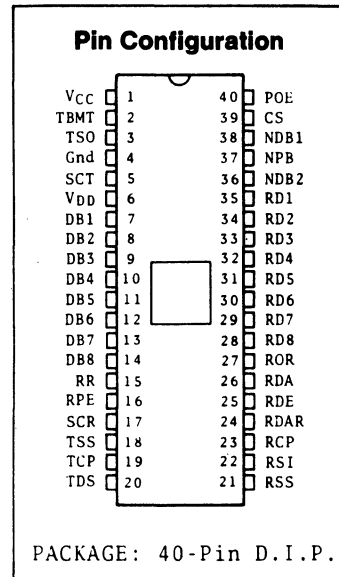 Pin Configuration
VCC 1 40 POE
TBMT 2 39 CS
TSO 3 38 NDB1
Gnd 4 37 NPB
SCT 5 36 NDB2
VDD 6 35 RD1
DB1 7 34 RD2
DB2 8 33 RD3
DB3 9 32 RD4
DB4 10 31 RD5
DB5 11 30 RD6
DB6 12 29 RD7
DB7 13 28 RD8
DB8 14 27 ROR
RR 15 26 RDA
RPE 16 25 RDE
SCR 17 24 RDAR
TSS 18 23 RCP
TCP 19 22 RSI
TDS 20 21 RSS
PACKAGE: 40-Pin D.I.P.